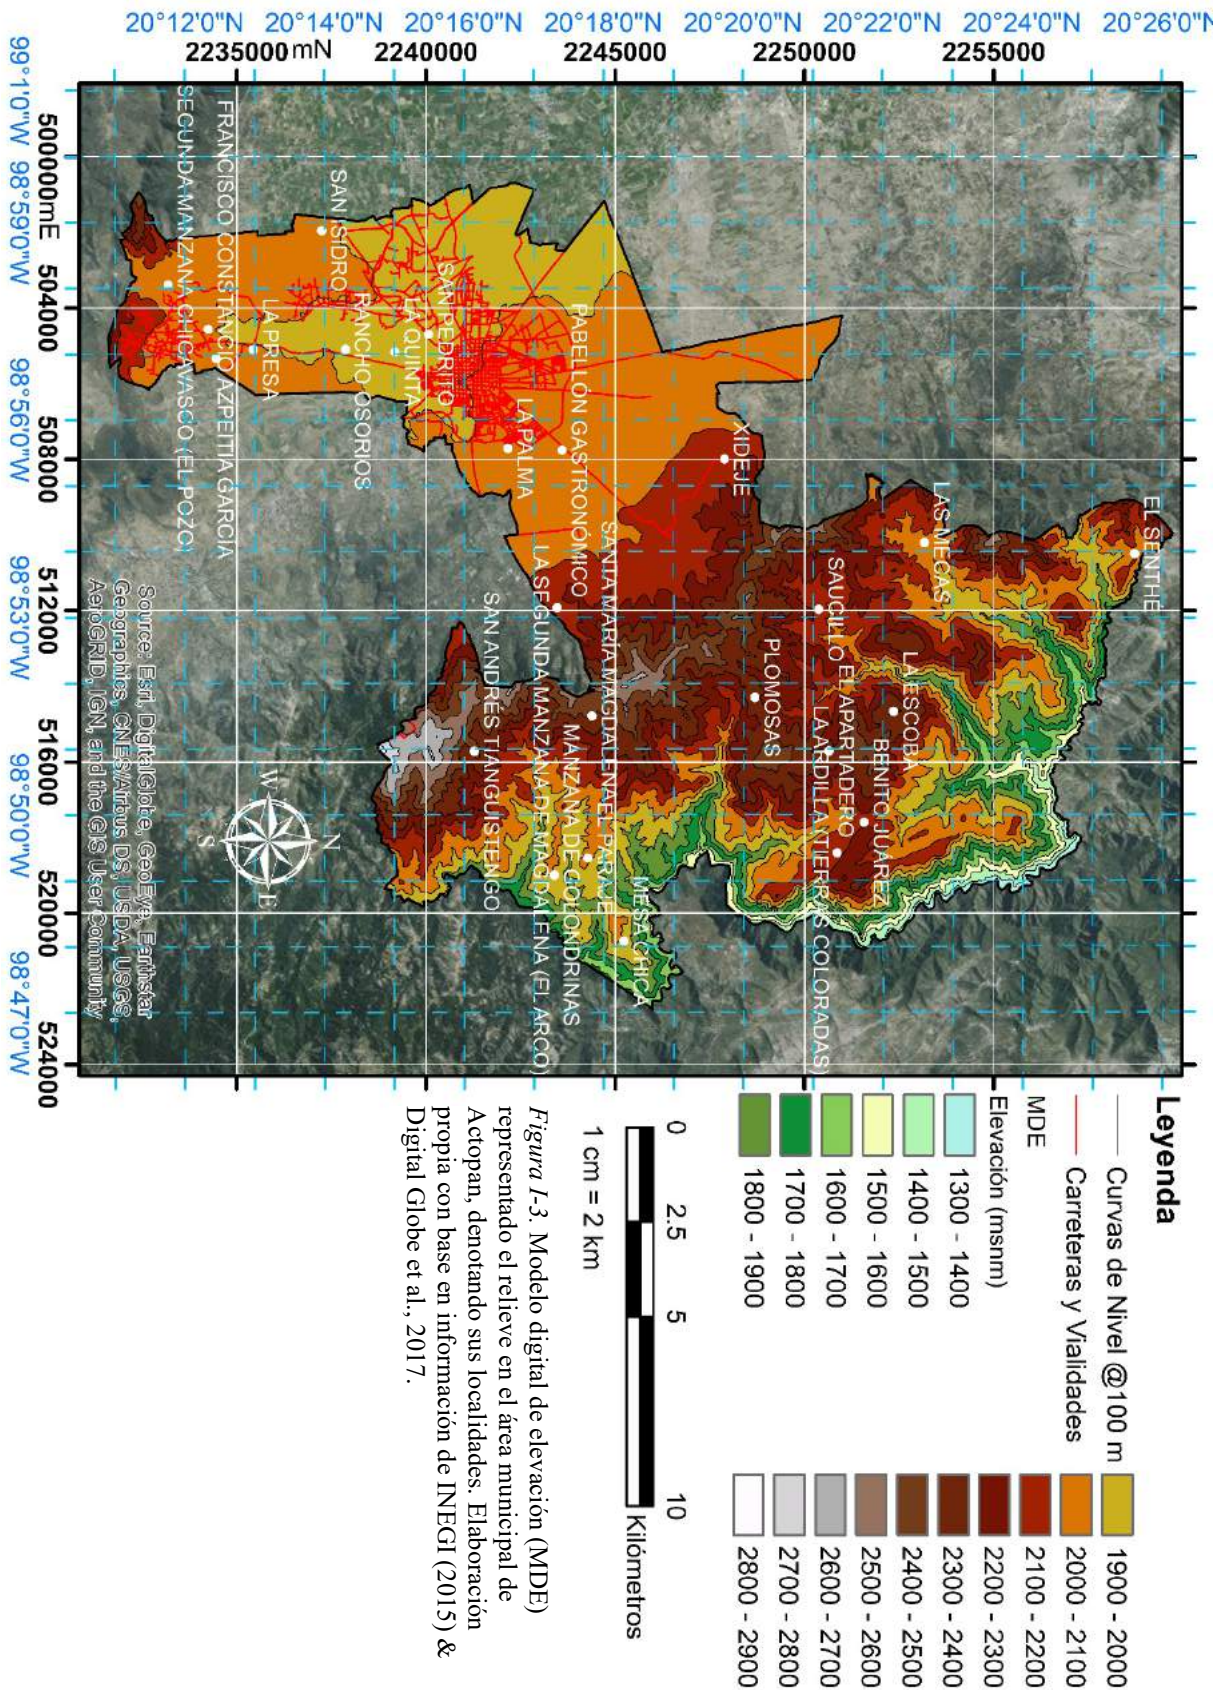 20°12'0"N
20°14'0"N
20°16'0"N
20°18'0"N
20°20'0"N
20°22'0"N
20°24'0"N
20°26'0"N
2235000mN
2240000
2245000
2250000
2255000
99°1'0"W
98°59'0"W
98°56'0"W
98°53'0"W
98°50'0"W
98°47'0"W
500000mE
504000
508000
512000
516000
520000
524000
EL SENTHE
LAS MECAS
XIDEJE
SAUCILLO
EL APARTADERO
LA ESCOBA
BENITO JUÁREZ
LA ARDILLA (TIERRAS COLORADAS)
PLOMOSAS
PABELLÓN GASTRONÓMICO
SANTA MARÍA MAGDALENA
EL PARAJE
MESA CHICA
MANZANA DE GOLONDRINAS
LA SEGUNDA MANZANA DE MAGDALENA (EL ARCO)
SAN ANDRÉS TIANGUISTENGO
LA PALMA
SAN PEDRITO
LA QUINTA
RANCHO OSORIOS
SAN ISIDRO
LA PRESA
FRANCISCO CONSTANCIO AZPEITIA GARCÍA
SEGUNDA MANZANA CHICAVASCO (EL POZO)
N
W
E
S
Source: Esri, DigitalGlobe, GeoEye, Earthstar
Geographics, CNES/Airbus DS, USDA, USGS,
AeroGRID, IGN, and the GIS User Community
Leyenda
Curvas de Nivel @100 m
Carreteras y Vialidades
MDE
Elevación (msnm)
1300 - 1400
1400 - 1500
1500 - 1600
1600 - 1700
1700 - 1800
1800 - 1900
1900 - 2000
2000 - 2100
2100 - 2200
2200 - 2300
2300 - 2400
2400 - 2500
2500 - 2600
2600 - 2700
2700 - 2800
2800 - 2900
0 2.5 5 10
Kilómetros
1 cm = 2 km
Figura I-3. Modelo digital de elevación (MDE)
representado el relieve en el área municipal de
Actopan, denotando sus localidades. Elaboración
propia con base en información de INEGI (2015) &
Digital Globe et al., 2017.